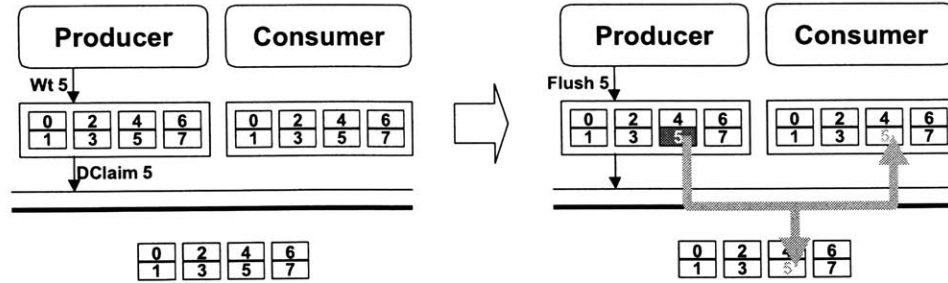 Producer Consumer Producer Consumer
Wt 5 Flush 5
0 2 4 6 0 2 4 6 0 2 4 6 0 2 4 6
1 3 5 7 1 3 5 7 1 3 5 7 1 3 5 7
DClaim 5
0 2 4 6 0 2 4 6
1 3 5 7 1 3 5 7